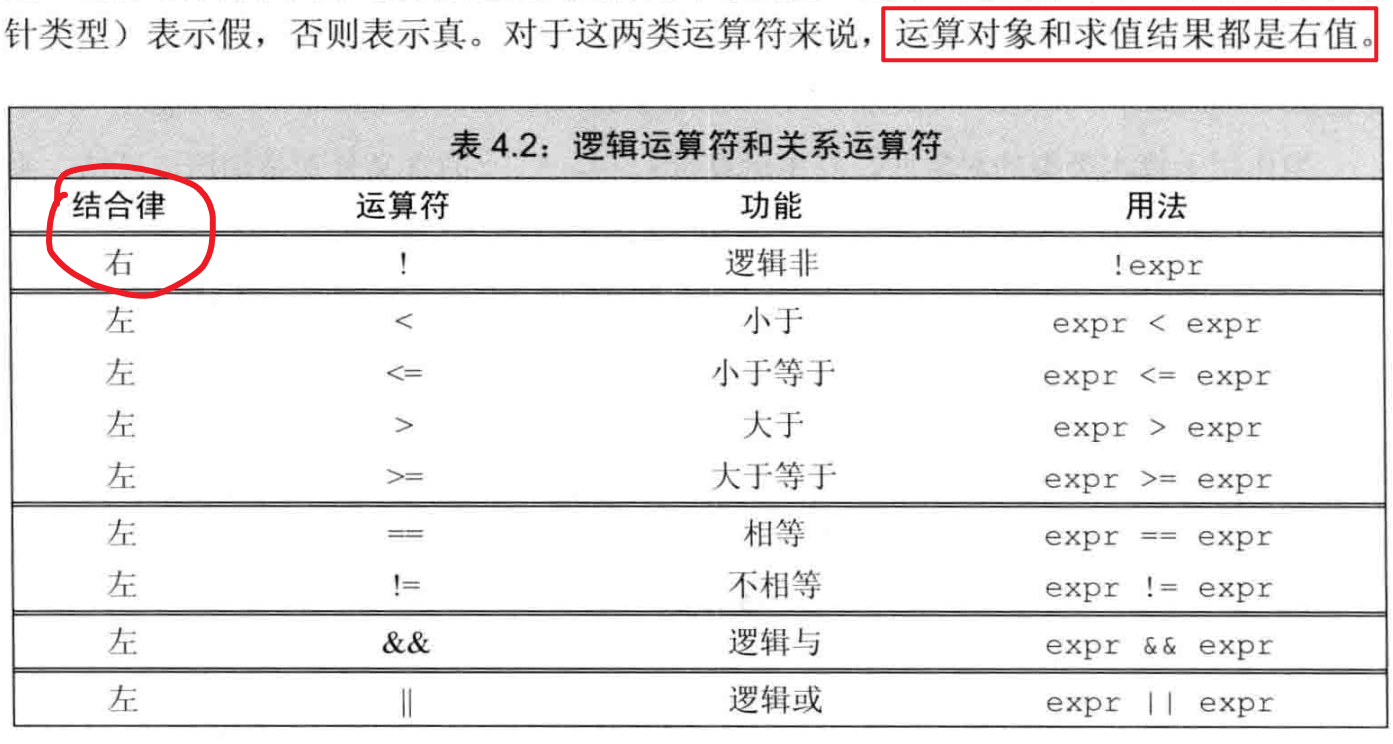 针类型）表示假，否则表示真。对于这两类运算符来说，运算对象和求值结果都是右值。
表 4.2：逻辑运算符和关系运算符
结合律 运算符 功能 用法
右 ! 逻辑非 !expr
左 < 小于 expr < expr
左 <= 小于等于 expr <= expr
左 > 大于 expr > expr
左 >= 大于等于 expr >= expr
左 == 相等 expr == expr
左 != 不相等 expr != expr
左 && 逻辑与 expr && expr
左 || 逻辑或 expr || expr